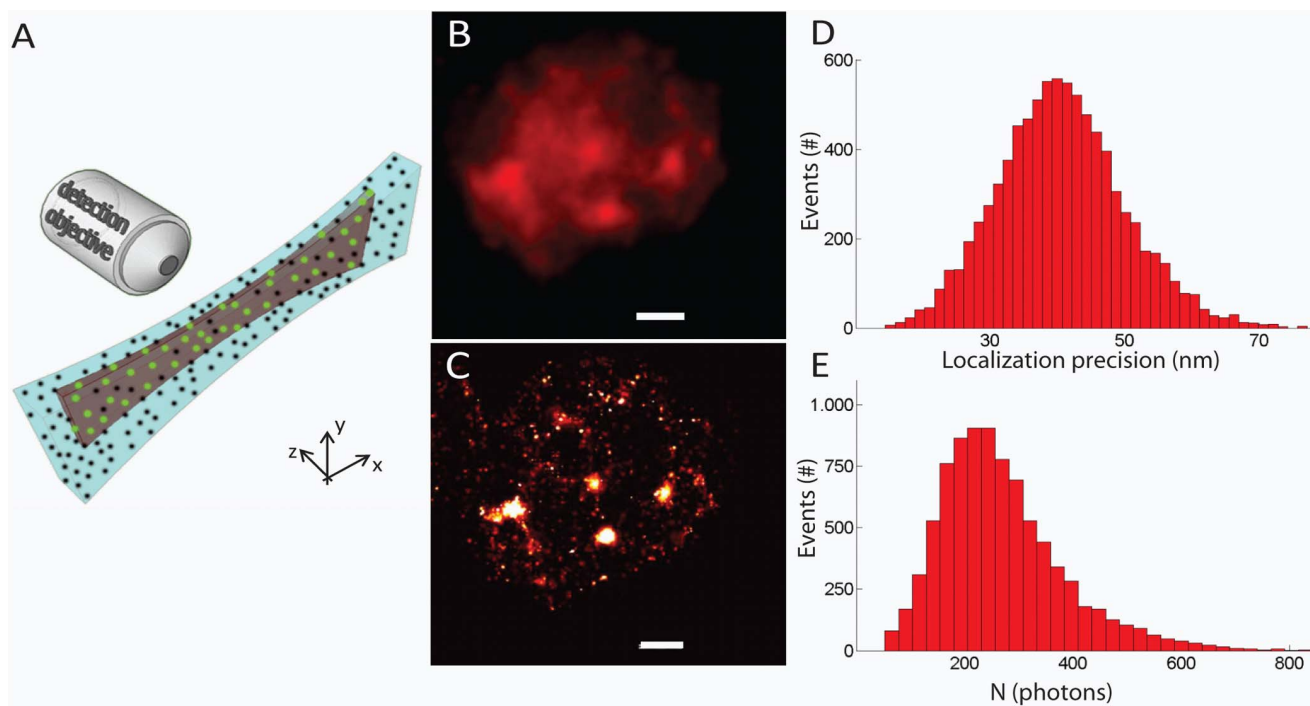 A
detection
objective
y
z
x
B
C
D
600
400
200
0
Events (#)
30
50
70
Localization precision (nm)
E
1.000
750
500
250
0
Events (#)
200
400
600
800
N (photons)